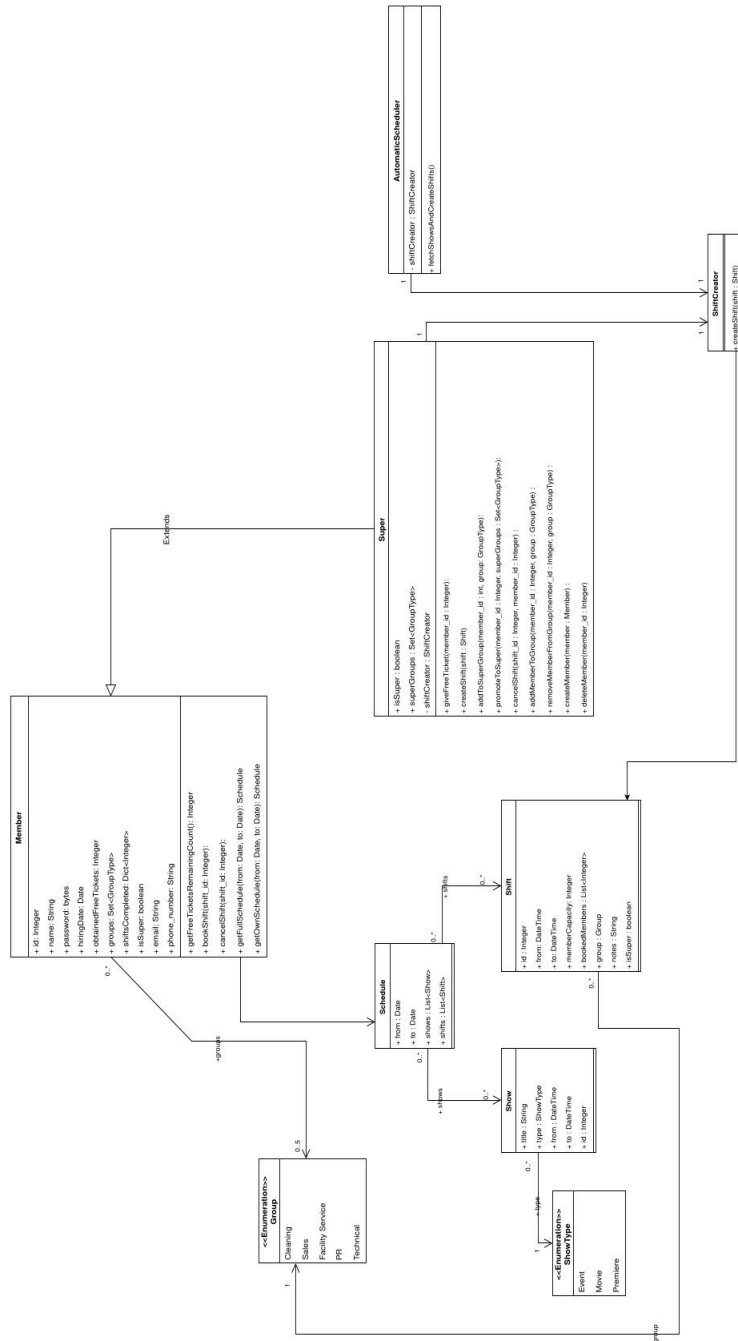 Member
+ id: Integer
+ name: String
+ password: bytes
+ hiringDate: Date
+ obtainedFreeTickets: Integer
+ groups: Set<GroupType>
+ shiftsCompleted: Dict<Integer>
+ isSuper: boolean
+ email: String
+ phone_number: String
+ getFreeTicketsRemainingCount(): Integer
+ bookShift(shift_id: Integer):
+ cancelShift(shift_id: Integer):
+ getFullSchedule(from: Date, to: Date): Schedule
+ getOwnSchedule(from: Date, to: Date): Schedule
Extends
Super
+ isSuper : boolean
+ superGroups : Set<GroupType>
- shiftCreator : ShiftCreator
+ giveFreeTicket(member_id : Integer):
+ createShift(shift : Shift)
+ addToSuperGroup(member_id : int, group: GroupType):
+ promoteToSuper(member_id : Integer, superGroups : Set<GroupType>):
+ cancelShift(shift_id : Integer, member_id : Integer) :
+ addMemberToGroup(member_id : Integer, group : GroupType) :
+ removeMemberFromGroup(member_id : Integer, group : GroupType) :
+ createMember(member : Member) :
+ deleteMember(member_id : Integer)
AutomaticScheduler
- shiftCreator : ShiftCreator
+ fetchShowsAndCreateShifts()
1
1
1
1
ShiftCreator
+ createShift(shift : Shift)
0..*
+groups
0..5
<<Enumeration>>
Group
Cleaning
Sales
Facility Service
PR
Technical
1
Schedule
+ from : Date
+ to : Date
+ shows : List<Show>
+ shifts : List<Shift>
0..*
+ shows
0..*
0..*
+ shifts
0..*
Show
+ title : String
+ type : ShowType
+ from : DateTime
+ to : DateTime
+ id : Integer
0..*
+ type
1
<<Enumeration>>
ShowType
Event
Movie
Premiere
Shift
+ id : Integer
+ from: DateTime
+ to: DateTime
+ memberCapacity: Integer
+ bookedMembers : List<Integer>
+ group : Group
+ notes : String
+ isSuper : boolean
0..*
group